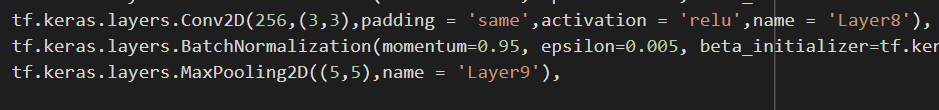 tf.keras.layers.Conv2D(256,(3,3),padding = 'same',activation = 'relu',name = 'Layer8'),
tf.keras.layers.BatchNormalization(momentum=0.95, epsilon=0.005, beta_initializer=tf.ker
tf.keras.layers.MaxPooling2D((5,5),name = 'Layer9'),